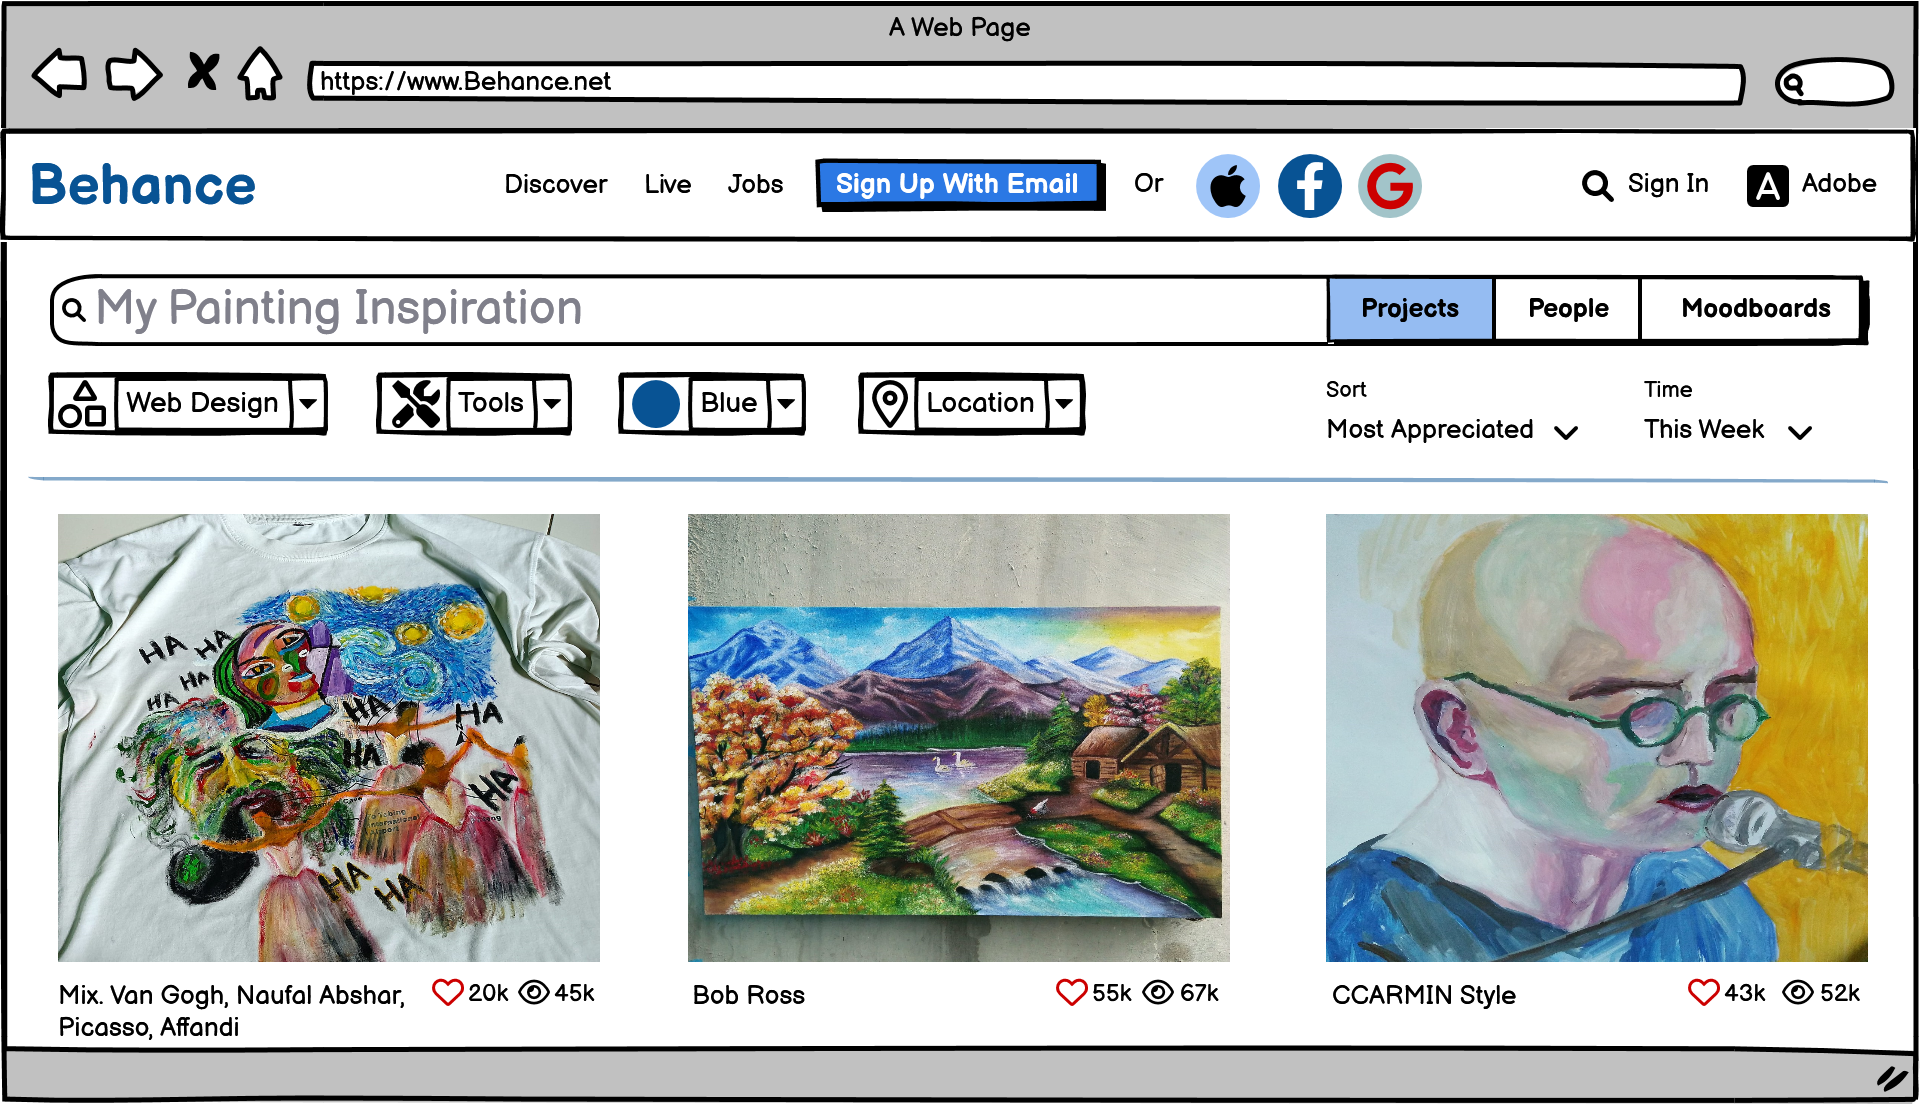 A Web Page
https://www.Behance.net
Behance
Discover
Live
Jobs
Sign Up With Email
Or
G
Sign In
A
Adobe
My Painting Inspiration
Projects
People
Moodboards
Web Design
Tools
Blue
Location
Sort
Most Appreciated
Time
This Week
HA
HA
HA
HA
HA
HA
HA
HA
HA
HA
Mix. Van Gogh, Naufal Abshar,
Picasso, Affandi
20k
45k
Bob Ross
55k
67k
CCARMIN Style
43k
52k